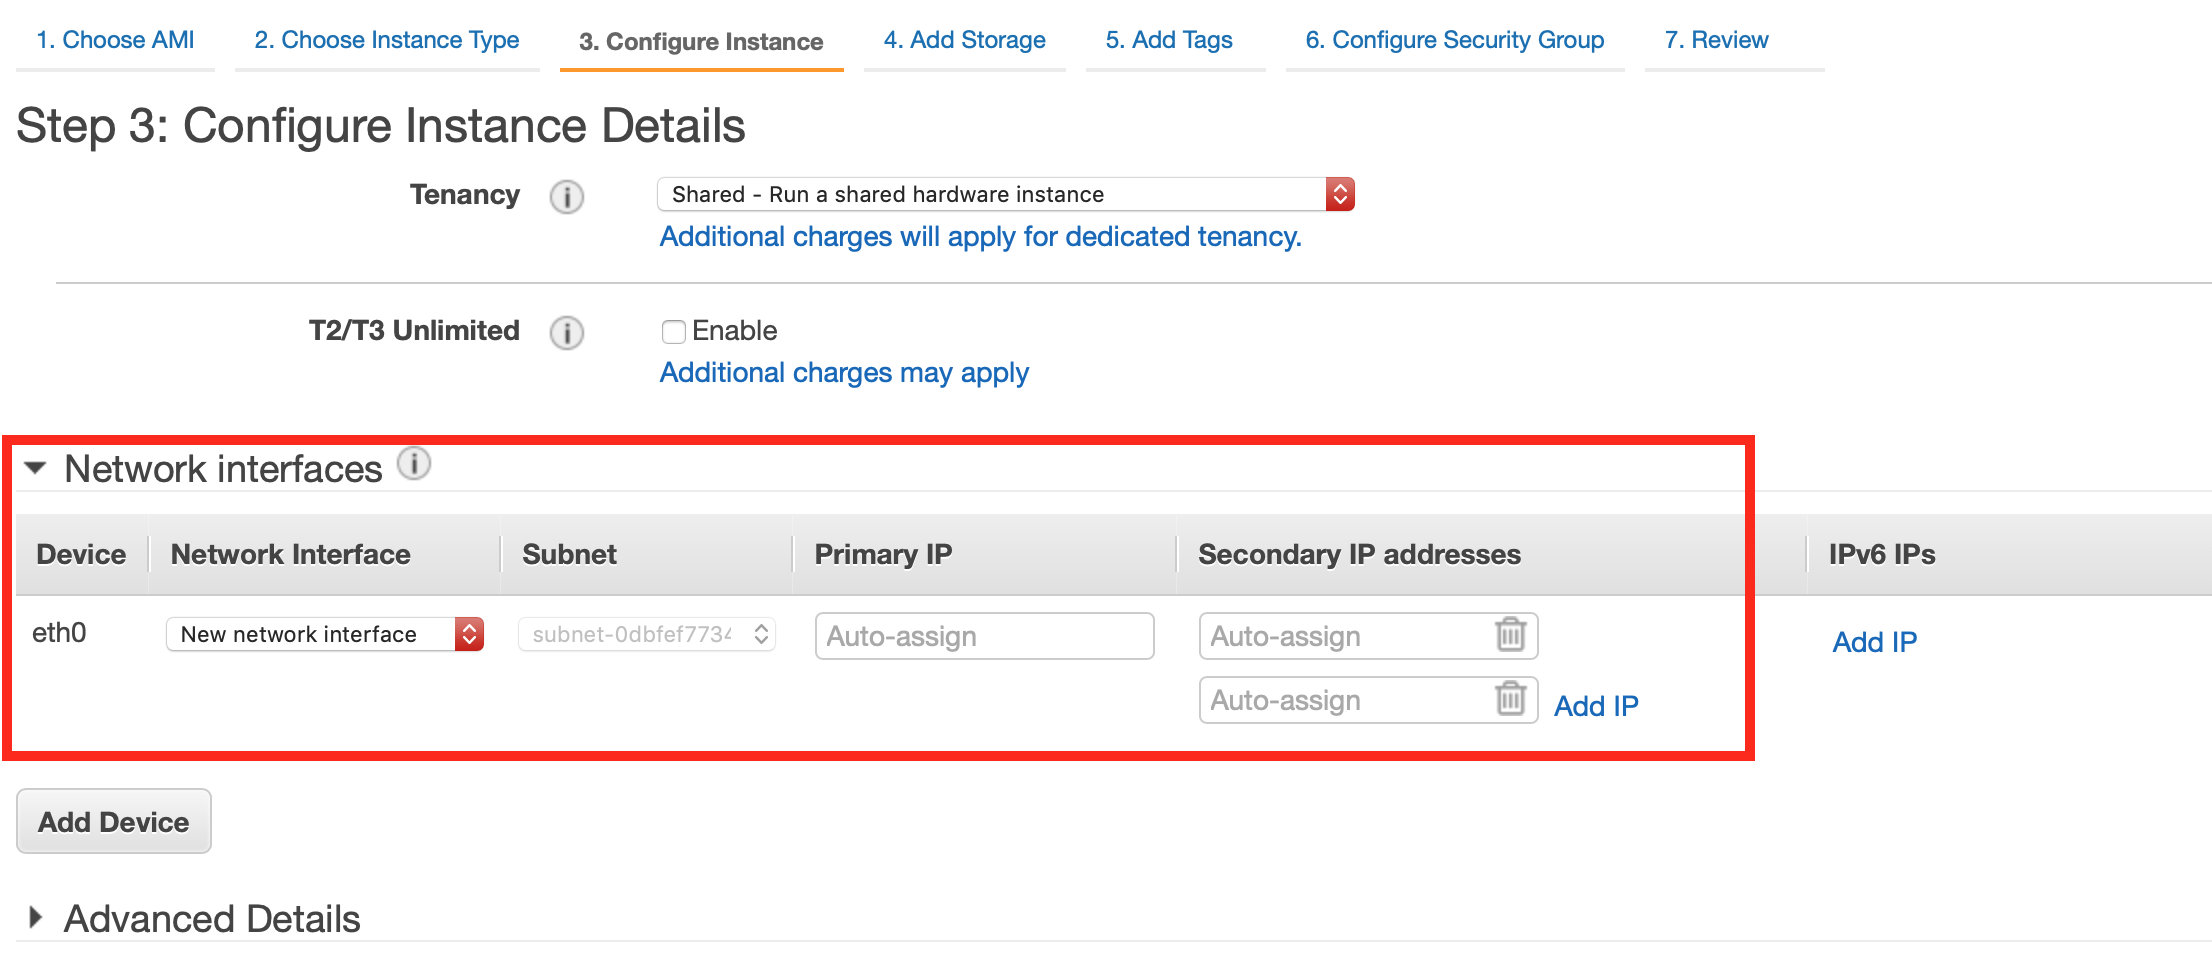 1. Choose AMI 2. Choose Instance Type 3. Configure Instance 4. Add Storage 5. Add Tags 6. Configure Security Group 7. Review
Step 3: Configure Instance Details
Tenancy i Shared - Run a shared hardware instance
Additional charges will apply for dedicated tenancy.
T2/T3 Unlimited i Enable
Additional charges may apply
Network interfaces i
Device Network Interface Subnet Primary IP Secondary IP addresses IPv6 IPs
eth0 New network interface subnet-0dbfef7734 Auto-assign Auto-assign Add IP
Auto-assign Add IP
Add Device
Advanced Details